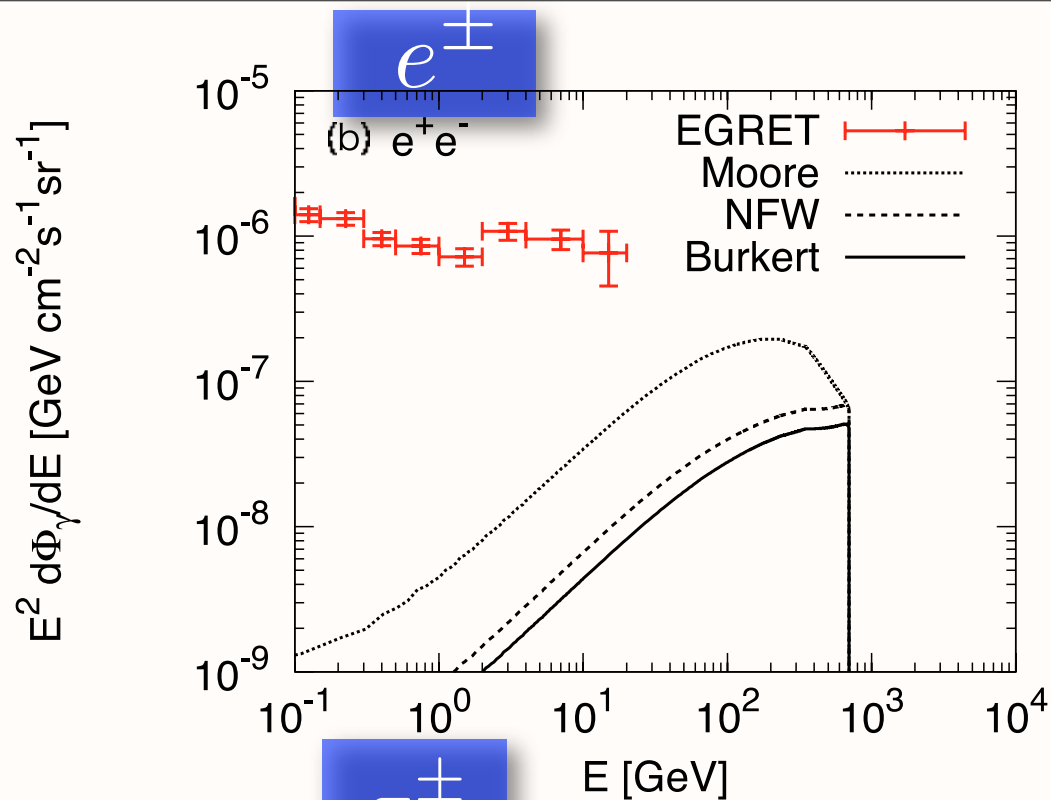 e±
10⁻⁵
(b) e⁺e⁻
EGRET
Moore
NFW
Burkert
10⁻⁶
10⁻⁷
10⁻⁸
10⁻⁹
E² dΦγ/dE [GeV cm⁻²s⁻¹sr⁻¹]
10⁻¹ 10⁰ 10¹ 10² 10³ 10⁴
E [GeV]